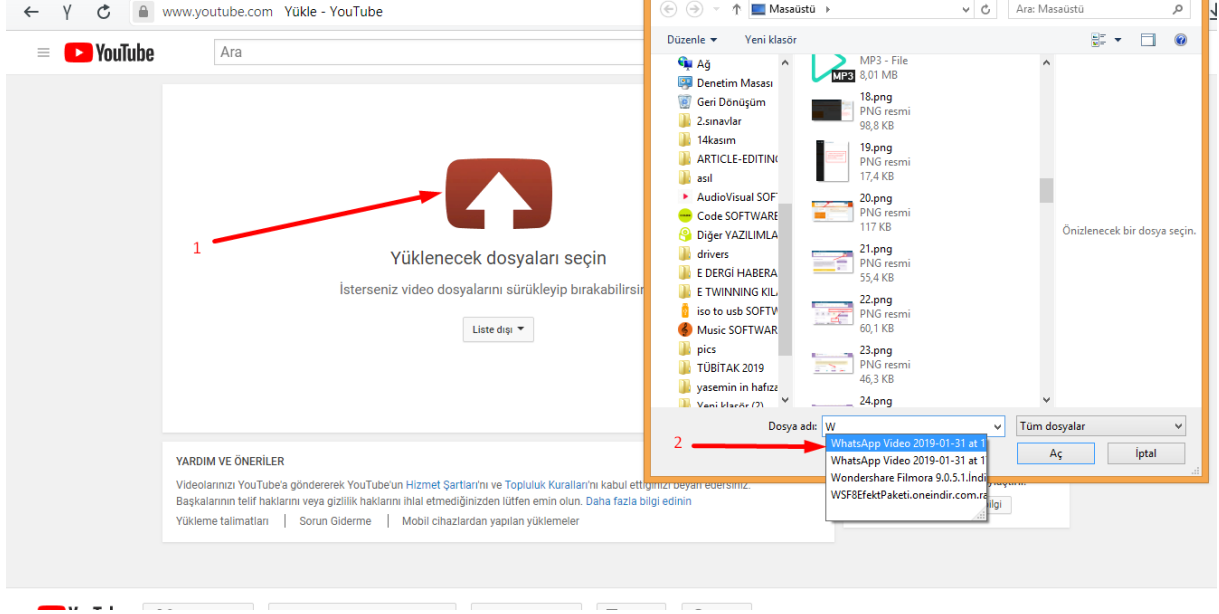 www.youtube.com Yükle - YouTube
YouTube
Ara
1
Yüklenecek dosyaları seçin
İsterseniz video dosyalarını sürükleyip bırakabilirsin
Liste dışı
YARDIM VE ÖNERİLER
Videolarınızı YouTube'a göndererek YouTube'un Hizmet Şartları'nı ve Topluluk Kuralları'nı kabul ettiğinizi beyan edersiniz.
Başkalarının telif haklarını veya gizlilik haklarını ihlal etmediğinizden lütfen emin olun. Daha fazla bilgi edinin
Yükleme talimatları | Sorun Giderme | Mobil cihazlardan yapılan yüklemeler
Masaüstü
Ara: Masaüstü
Düzenle
Yeni klasör
Ağ
Denetim Masası
Geri Dönüşüm
2.sınavlar
14kasım
ARTICLE-EDITING
asıl
AudioVisual SOF
Code SOFTWARE
Diğer YAZILIMLA
drivers
E DERGİ HABERA
E TWINNING KIL
iso to usb SOFTW
Music SOFTWAR
pics
TÜBİTAK 2019
yasemin in hafıza
Yeni klasör (2)
MP3
MP3 - File
8,01 MB
18.png
PNG resmi
98,8 KB
19.png
PNG resmi
17,4 KB
20.png
PNG resmi
117 KB
21.png
PNG resmi
55,4 KB
22.png
PNG resmi
60,1 KB
23.png
PNG resmi
46,3 KB
24.png
Önizlenecek bir dosya seçin.
Dosya adı: W
Tüm dosyalar
2
WhatsApp Video 2019-01-31 at 1
WhatsApp Video 2019-01-31 at 1
Wondershare Filmora 9.0.5.1.İndi
WSF8EfektPaketi.oneindir.com.ra
Aç
İptal
YouTube